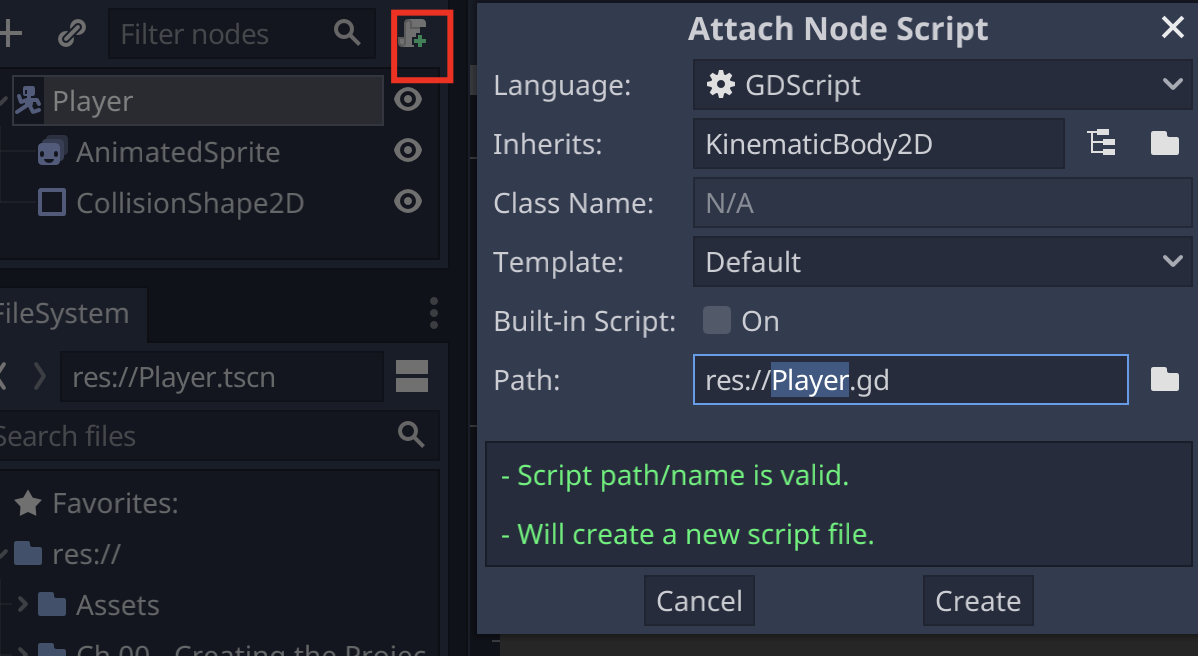 Filter nodes
Player
AnimatedSprite
CollisionShape2D
FileSystem
res://Player.tscn
Search files
Favorites:
res://
Assets
Ch 00 - Creating the Projec
Attach Node Script
Language:
GDScript
Inherits:
KinematicBody2D
Class Name:
N/A
Template:
Default
Built-in Script:
On
Path:
res://Player.gd
- Script path/name is valid.
- Will create a new script file.
Cancel
Create